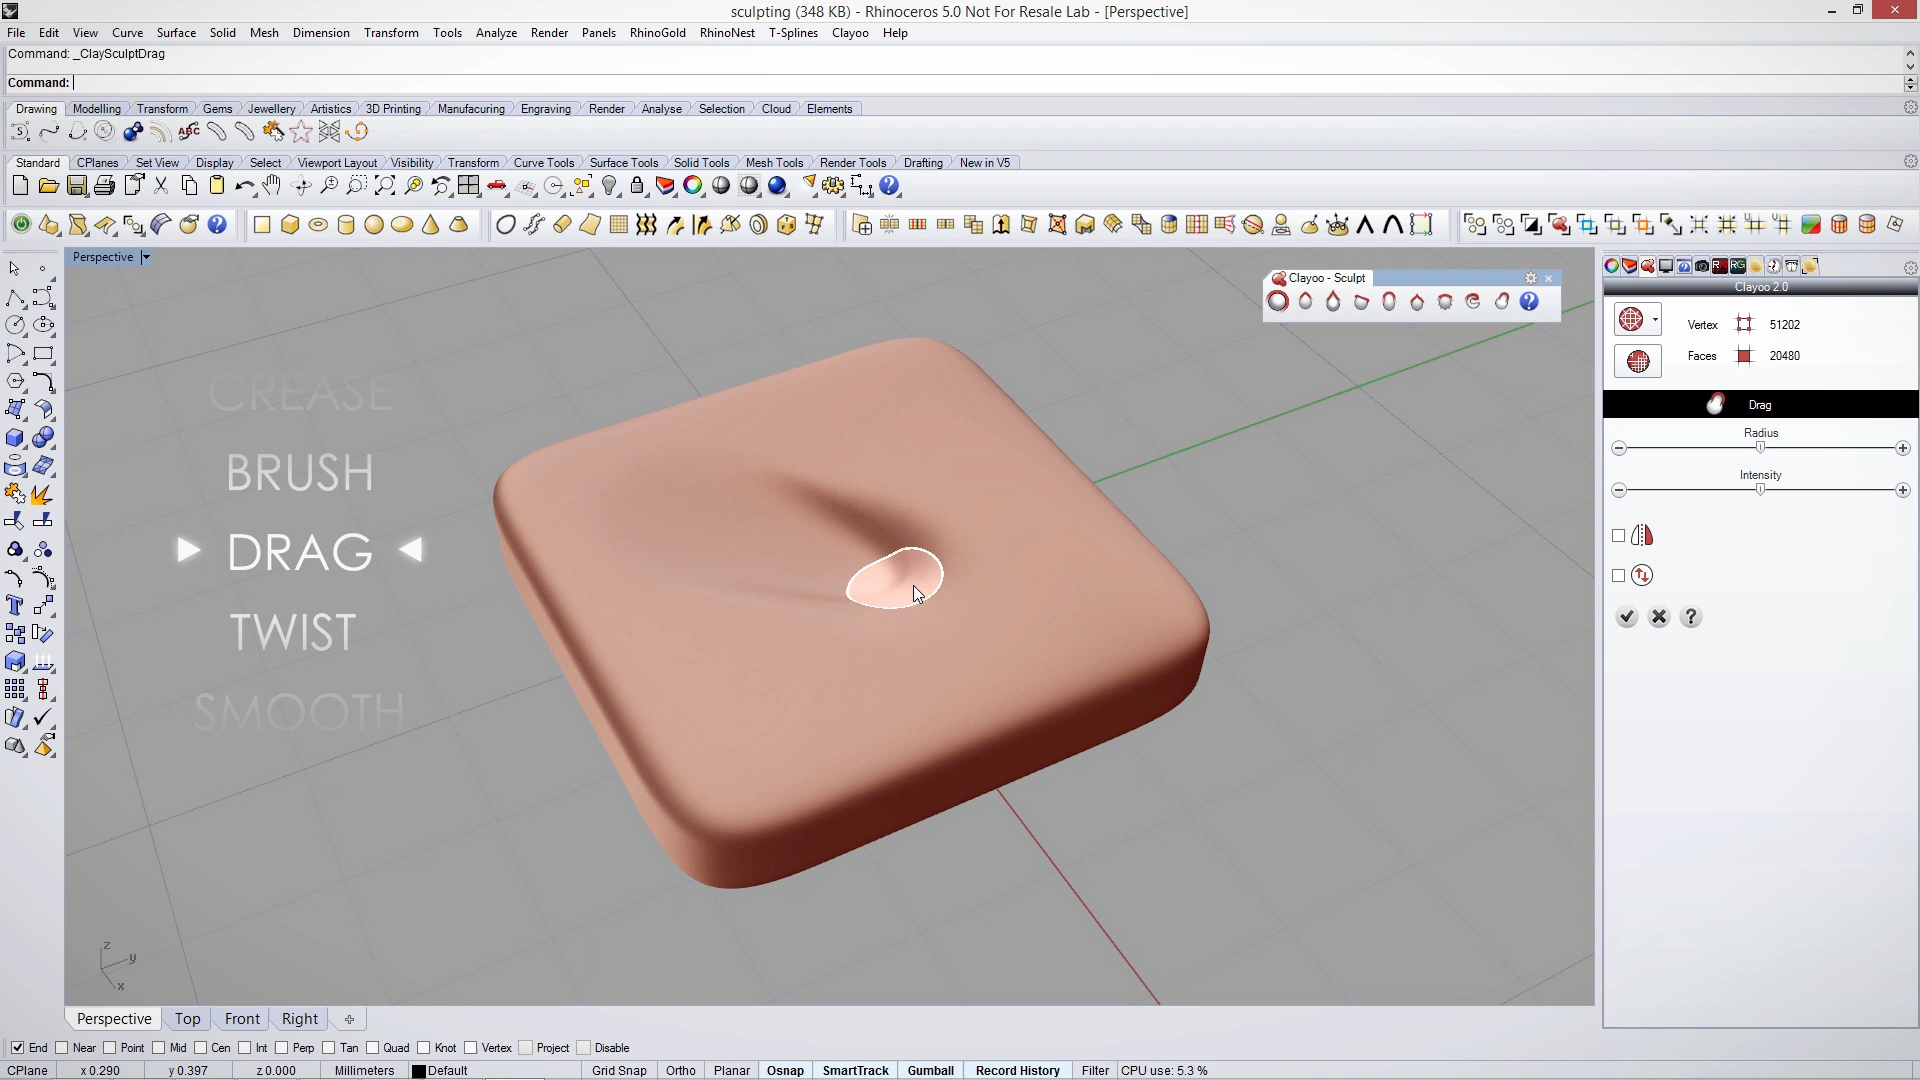 sculpting (348 KB) - Rhinoceros 5.0 Not For Resale Lab - [Perspective]
File Edit View Curve Surface Solid Mesh Dimension Transform Tools Analyze Render Panels RhinoGold RhinoNest T-Splines Clayoo Help
Command: _ClaySculptDrag
Command:
Drawing Modelling Transform Gems Jewellery Artistics 3D Printing Manufacuring Engraving Render Analyse Selection Cloud Elements
ABC
Standard CPlanes Set View Display Select Viewport Layout Visibility Transform Curve Tools Surface Tools Solid Tools Mesh Tools Render Tools Drafting New in V5
Perspective
Clayoo - Sculpt
Clayoo 2.0
Vertex 51202
Faces 20480
Drag
Radius
Intensity
CREASE
BRUSH
DRAG
TWIST
SMOOTH
z
y
x
Perspective Top Front Right
End Near Point Mid Cen Int Perp Tan Quad Knot Vertex Project Disable
CPlane x 0.290 y 0.397 z 0.000 Millimeters Default Grid Snap Ortho Planar Osnap SmartTrack Gumball Record History Filter CPU use: 5.3 %